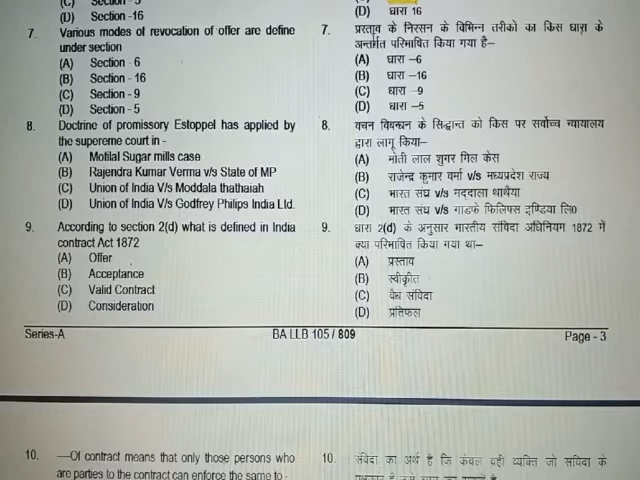 (C) Section - 5
(D) Section -16
7. Various modes of revocation of offer are define
under section
(A) Section - 6
(B) Section - 16
(C) Section - 9
(D) Section - 5
8. Doctrine of promissory Estoppel has applied by
the supereme court in -
(A) Motilal Sugar mills case
(B) Rajendra Kumar Verma v/s State of MP
(C) Union of India V/s Moddala thathaiah
(D) Union of India V/s Godfrey Philips India Ltd.
9. According to section 2(d) what is defined in India
contract Act 1872
(A) Offer
(B) Acceptance
(C) Valid Contract
(D) Consideration
(D) धारा 16
7. प्रस्ताव के निरसन के विभिन्न तरीको का किस धारा के
अन्तर्गत परिभाषित किया गया है–
(A) धारा –6
(B) धारा –16
(C) धारा –9
(D) धारा –5
8. वचन विबन्धन के सिद्धान्त को किस पर सर्वोच्च न्यायालय
द्वारा लागू किया–
(A) मोती लाल शुगर मिल केस
(B) राजेन्द्र कुमार वर्मा v/s मध्यप्रदेश राज्य
(C) भारत संघ v/s मद्दाला थाथैया
(D) भारत संघ v/s गाडफे फिलिफ्स इण्डिया लि0
9. धारा 2(d) के अनुसार भारतीय संविदा अधिनियम 1872 में
क्या परिभाषित किया गया था–
(A) प्रस्ताव
(B) स्वीकृति
(C) वैध संविदा
(D) प्रतिफल
Series-A BA LLB 105 / 809 Page - 3
10. —Of contract means that only those persons who
are parties to the contract can enforce the same to -
10. संविदा का अर्थ है कि केवल वही व्यक्ति जो संविदा के